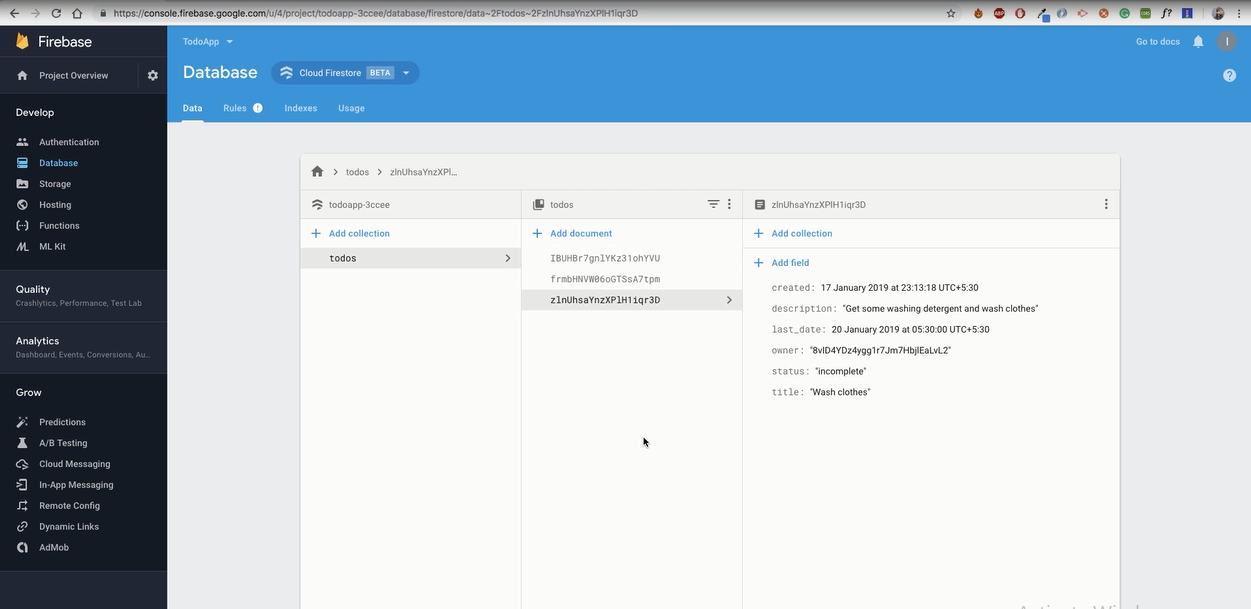 https://console.firebase.google.com/u/4/project/todoapp-3ccee/database/firestore/data~2Ftodos~2FzlnUhsaYnzXPlH1iqr3D
Firebase
Project Overview
Develop
Authentication
Database
Storage
Hosting
Functions
ML Kit
Quality
Crashlytics, Performance, Test Lab
Analytics
Dashboard, Events, Conversions, Au...
Grow
Predictions
A/B Testing
Cloud Messaging
In-App Messaging
Remote Config
Dynamic Links
AdMob
TodoApp
Go to docs
I
Database
Cloud Firestore BETA
Data Rules Indexes Usage
todos
zlnUhsaYnzXPl...
todoapp-3ccee
Add collection
todos
todos
Add document
IBUHBr7gnlYKz31ohYVU
frmbHNVW06oGTSsA7tpm
zlnUhsaYnzXPlH1iqr3D
zlnUhsaYnzXPlH1iqr3D
Add collection
Add field
created: 17 January 2019 at 23:13:18 UTC+5:30
description: "Get some washing detergent and wash clothes"
last_date: 20 January 2019 at 05:30:00 UTC+5:30
owner: "8vlD4YDz4ygg1r7Jm7HbjlEaLvL2"
status: "incomplete"
title: "Wash clothes"